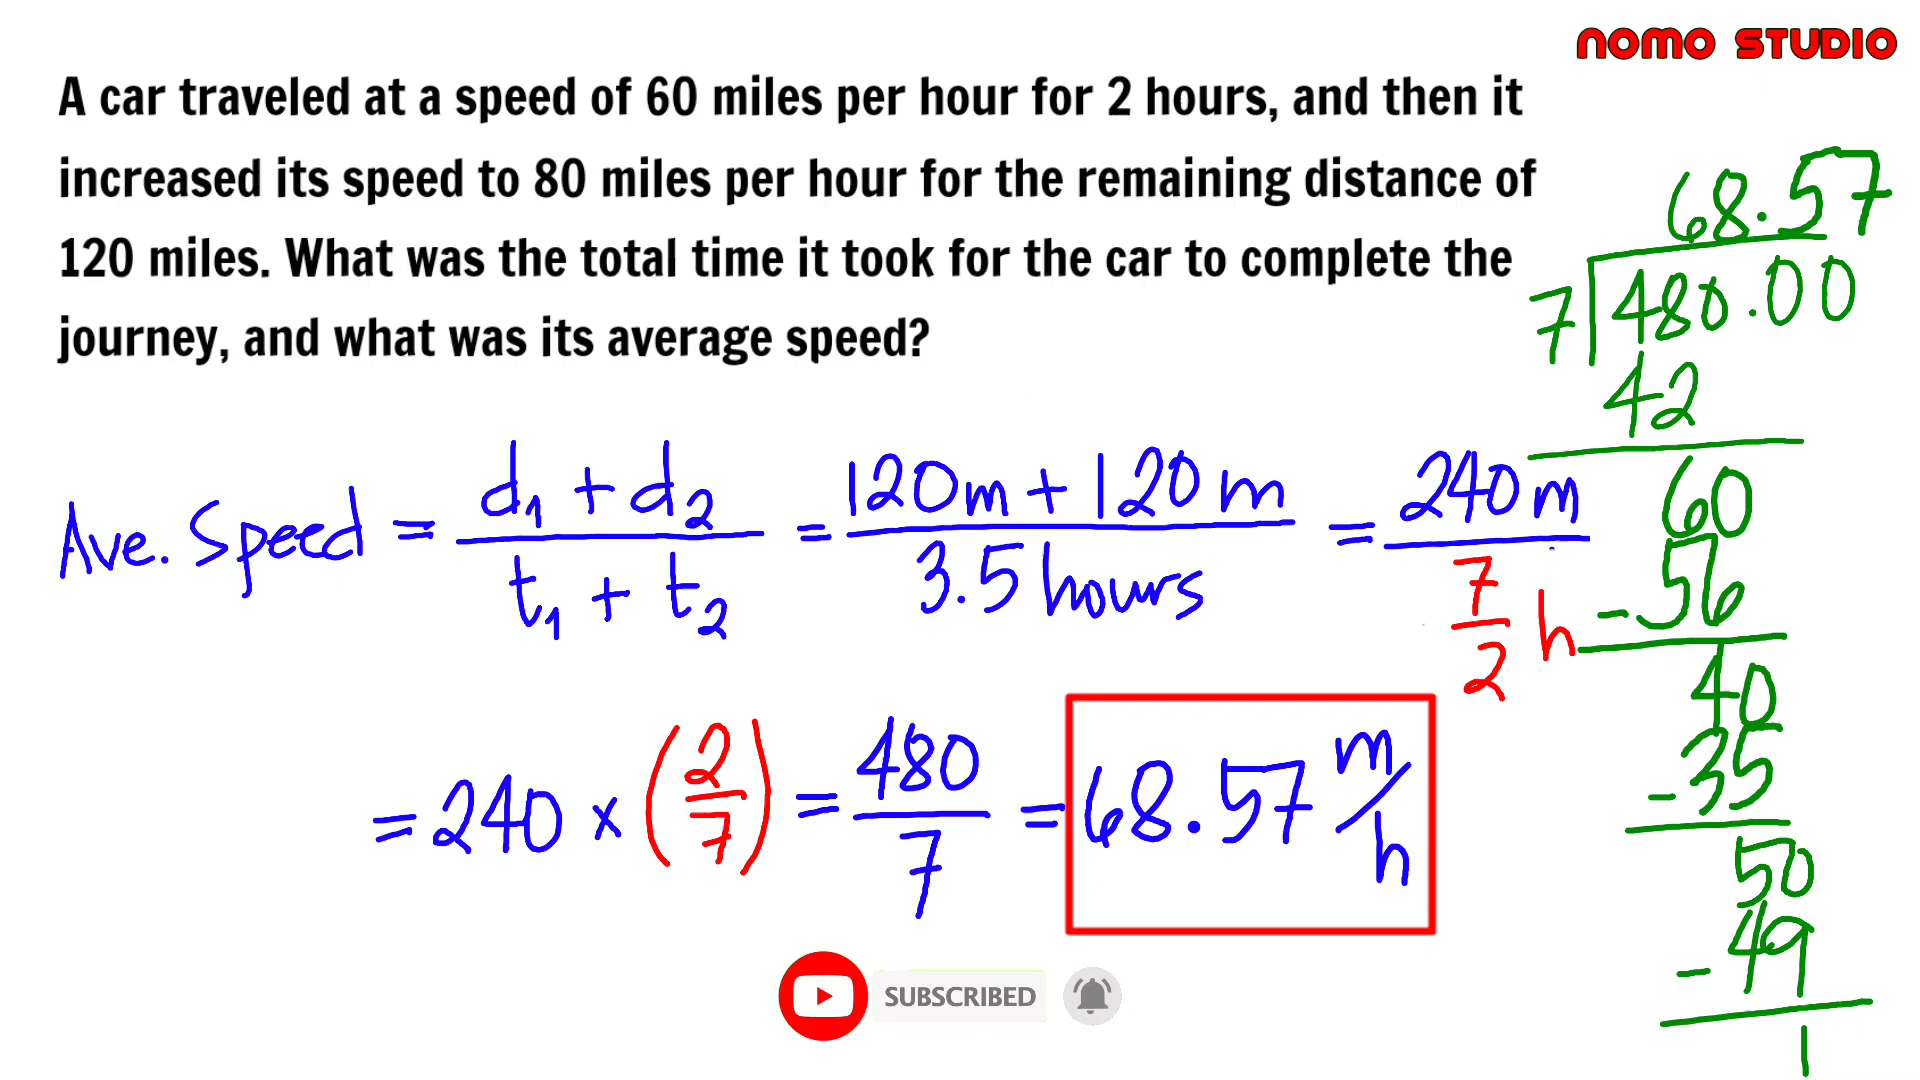 NOMO STUDIO
A car traveled at a speed of 60 miles per hour for 2 hours, and then it
increased its speed to 80 miles per hour for the remaining distance of
120 miles. What was the total time it took for the car to complete the
journey, and what was its average speed?
Ave. Speed = d₁ + d₂ / t₁ + t₂ = 120m + 120m / 3.5 hours = 240m / 7/2 h
= 240 × (2/7) = 480/7 = 68.57 m/h
68.57
7 480.00
42
60
- 56
40
- 35
50
- 49
1
SUBSCRIBED